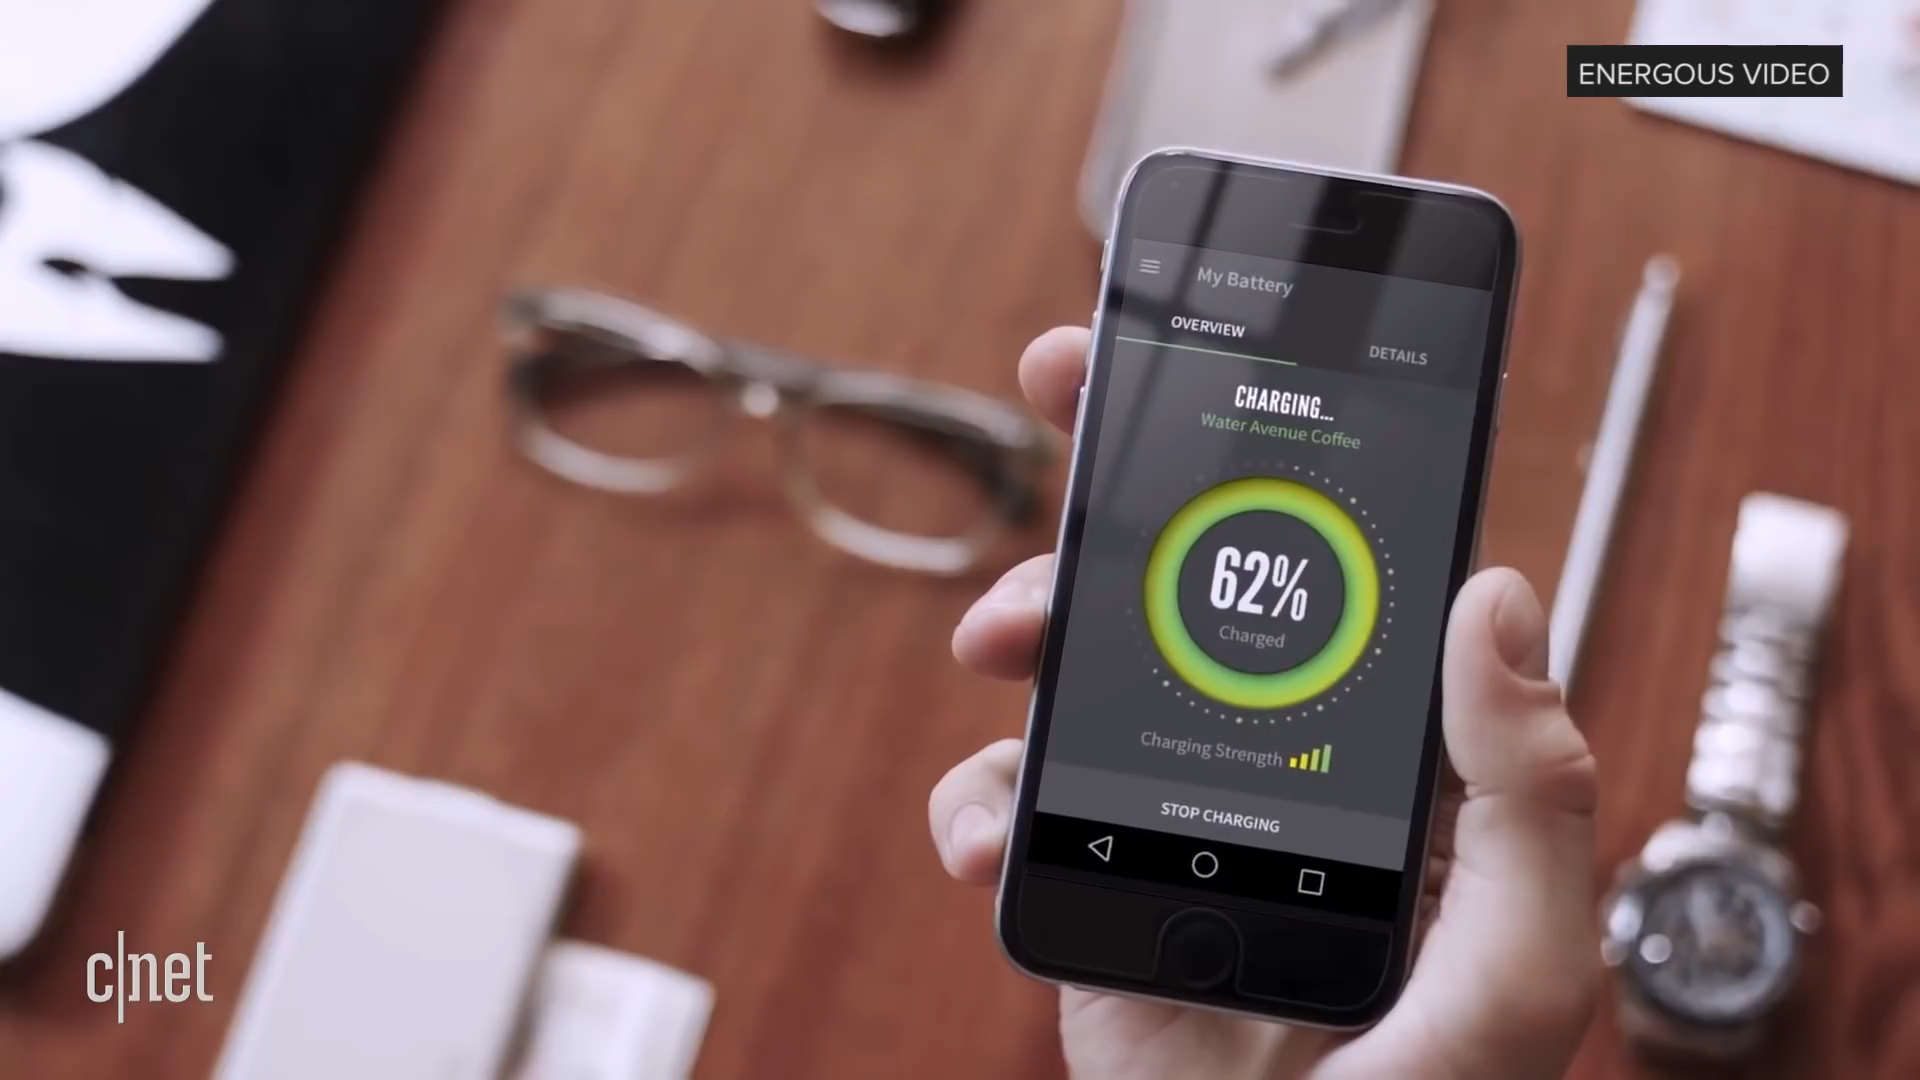 ENERGOUS VIDEO
My Battery
OVERVIEW
DETAILS
CHARGING...
Water Avenue Coffee
62%
Charged
Charging Strength
STOP CHARGING
c|net